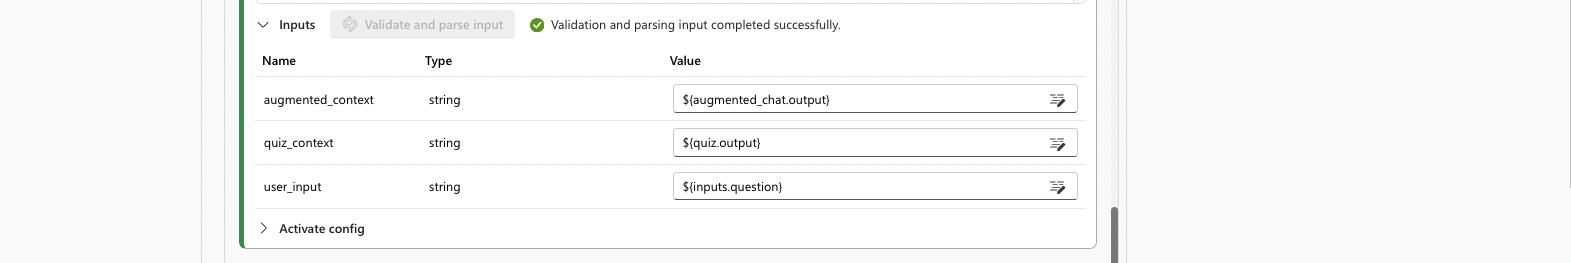 Inputs Validate and parse input Validation and parsing input completed successfully.
Name Type Value
augmented_context string ${augmented_chat.output}
quiz_context string ${quiz.output}
user_input string ${inputs.question}
Activate config